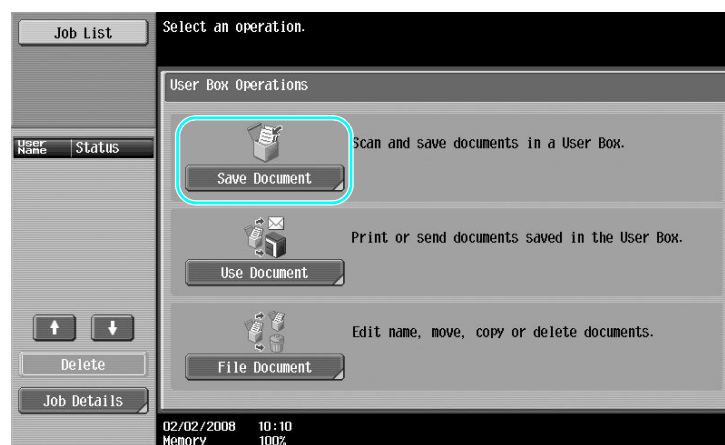 Job List
Select an operation.
User Box Operations
Scan and save documents in a User Box.
Save Document
User Name
Status
Print or send documents saved in the User Box.
Use Document
Edit name, move, copy or delete documents.
File Document
Delete
Job Details
02/02/2008 10:10
Memory 100%